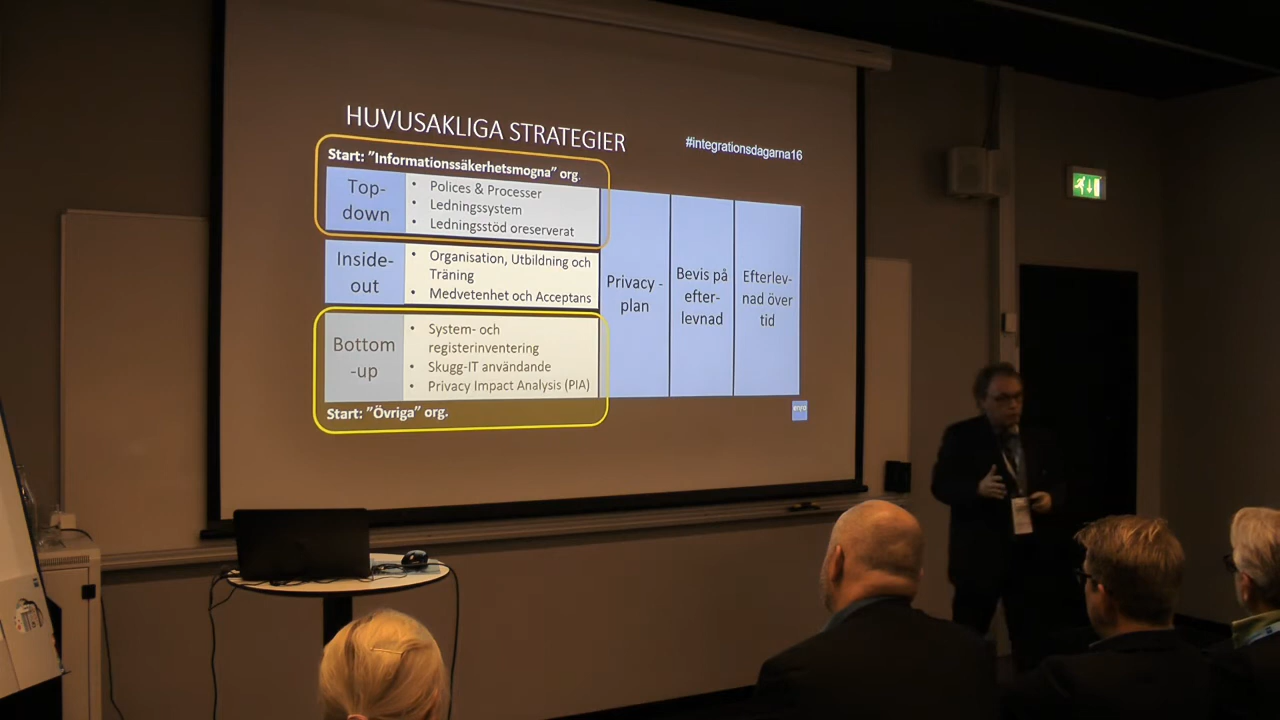 HUVUSAKLIGA STRATEGIER
#integrationsdagarna16
Start: ”Informationssäkerhetsmogna” org.
Top-
down
• Polices & Processer
• Ledningssystem
• Ledningsstöd oreserverat
Inside-
out
• Organisation, Utbildning och
Träning
• Medvetenhet och Acceptans
Bottom
-up
• System- och
registerinventering
• Skugg-IT användande
• Privacy Impact Analysis (PIA)
Start: ”Övriga” org.
Privacy -
plan
Bevis på
efter-
levnad
Efterlev-
nad över
tid